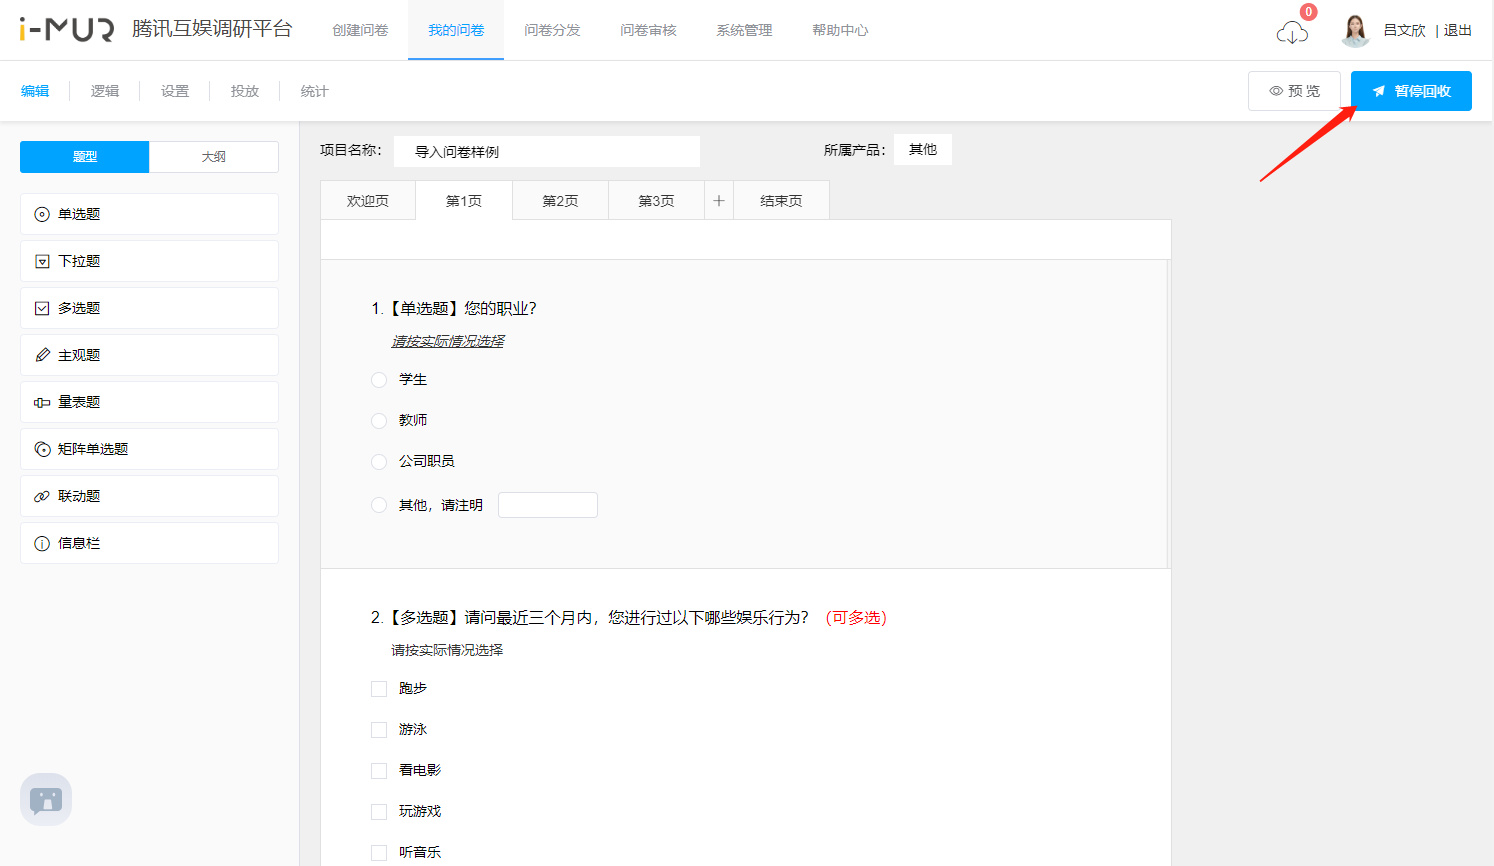 i-MUR 腾讯互娱调研平台 创建问卷 我的问卷 问卷分发 问卷审核 系统管理 帮助中心 0 吕文欣 | 退出
编辑 逻辑 设置 投放 统计 预 览 暂停回收
题型 大纲
项目名称： 导入问卷样例 所属产品： 其他
欢迎页 第1页 第2页 第3页 + 结束页
单选题
下拉题
多选题
主观题
量表题
矩阵单选题
联动题
信息栏
1.【单选题】您的职业？
请按实际情况选择
学生
教师
公司职员
其他，请注明
2.【多选题】请问最近三个月内，您进行过以下哪些娱乐行为？（可多选）
请按实际情况选择
跑步
游泳
看电影
玩游戏
听音乐